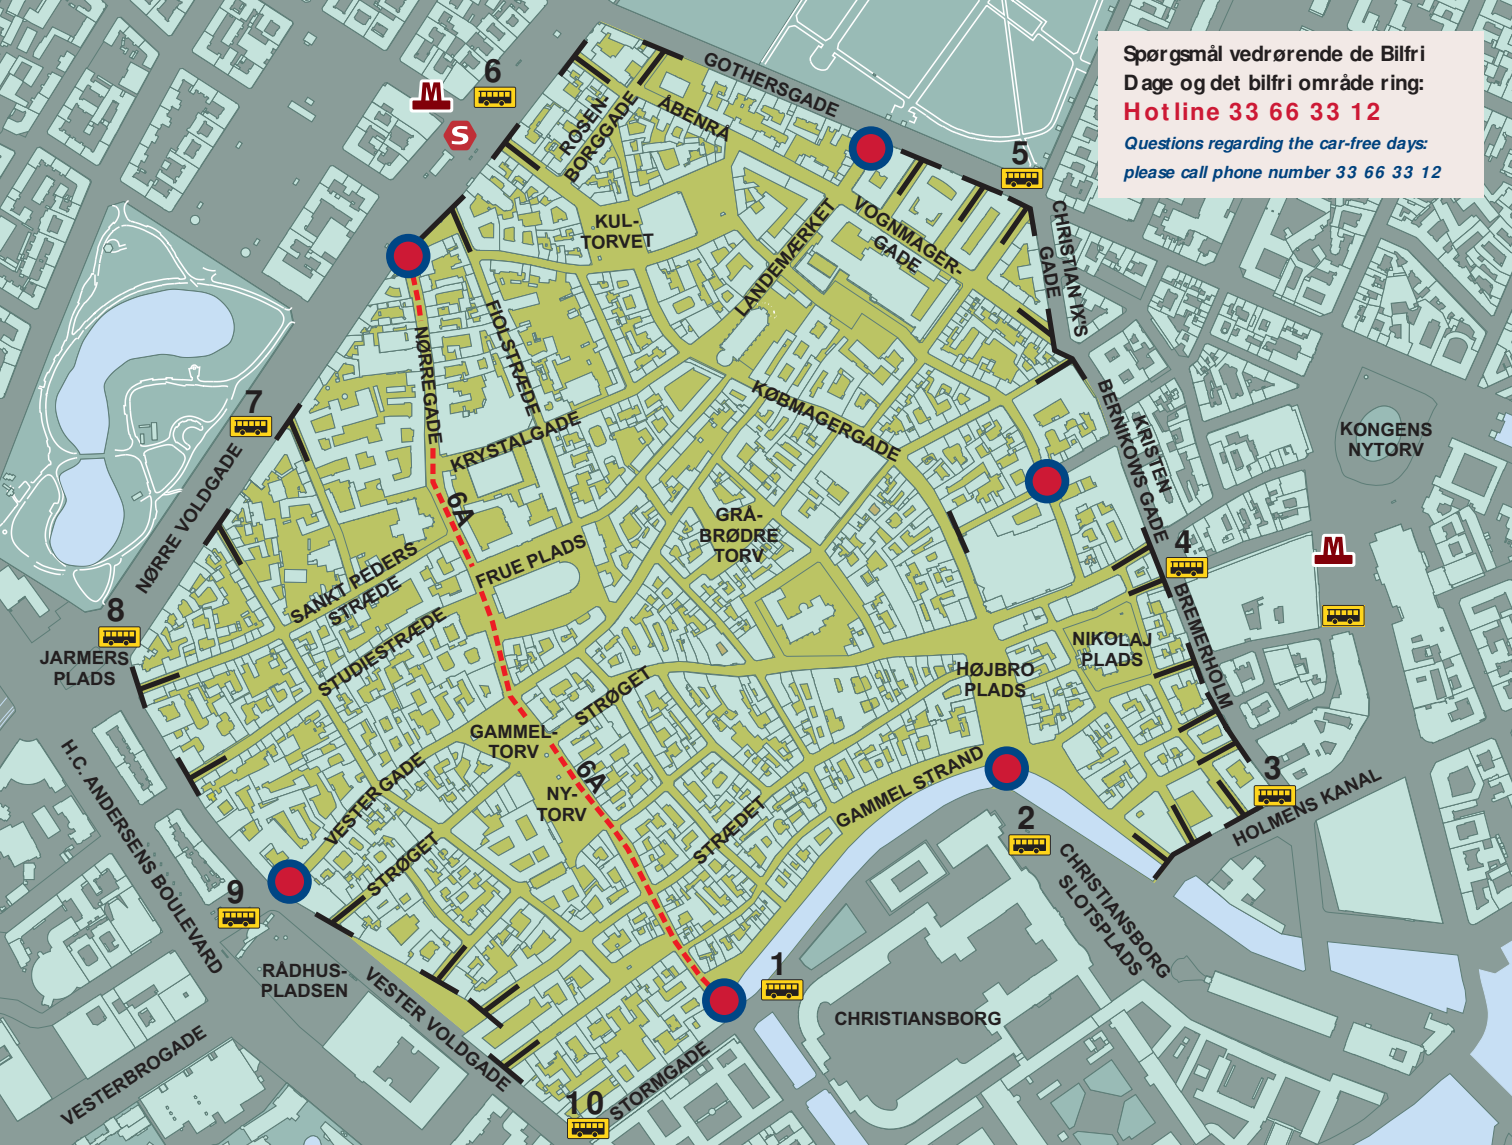 Spørgsmål vedrørende de Bilfri
Dage og det bilfri område ring:
Hotline 33 66 33 12
Questions regarding the car-free days:
please call phone number 33 66 33 12
GOTHERSGADE
6
M
S
ROSEN-
BORGGADE
ÅBENRÅ
5
KUL-
TORVET
LANDEMÆRKET
VOGNMAGER-
GADE
CHRISTIAN IX'S
GADE
FIOLSTRÆDE
NØRREGADE
7
KRYSTALGADE
KØBMAGERGADE
BERNIKOWS GADE
KRISTEN
KONGENS
NYTORV
NØRRE VOLDGADE
6A
GRÅ-
BRØDRE
TORV
4
M
SANKT PEDERS
STRÆDE
FRUE PLADS
8
JARMERS
PLADS
STUDIESTRÆDE
NIKOLAJ
PLADS
BREMERHOLM
HØJBRO
PLADS
STRØGET
GAMMEL-
TORV
6A
H.C. ANDERSENS BOULEVARD
VESTERGADE
NY-
TORV
GAMMEL STRAND
3
HOLMENS KANAL
2
STRÆDET
STRØGET
9
CHRISTIANSBORG
SLOTSPLADS
RÅDHUS-
PLADSEN
VESTER VOLDGADE
1
CHRISTIANSBORG
VESTERBROGADE
STORMGADE
10